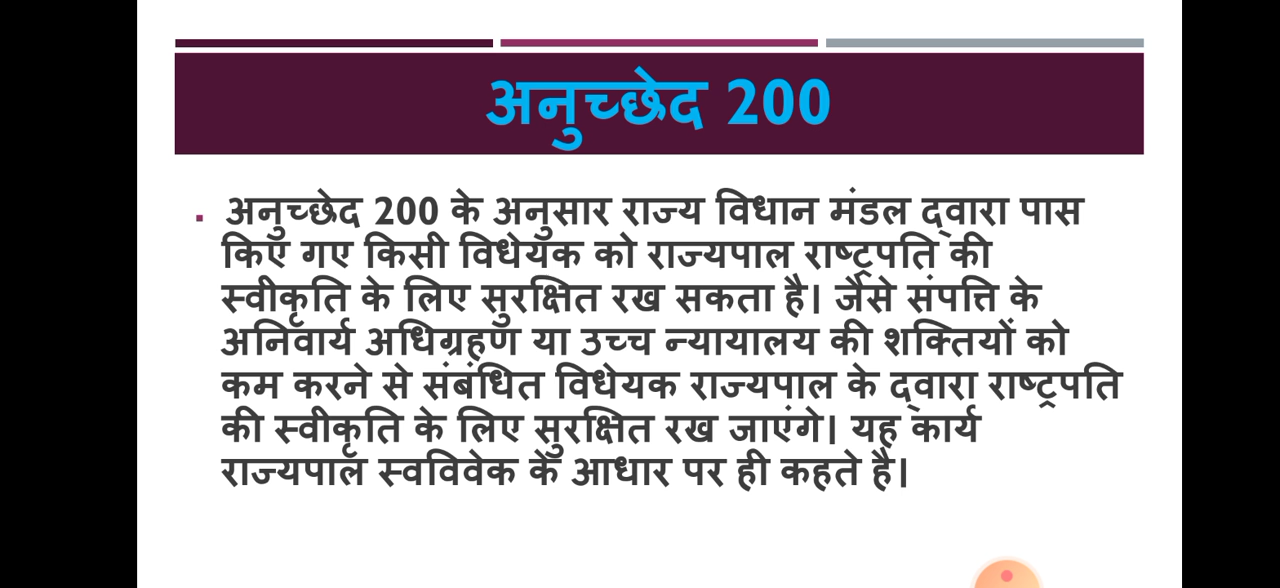 अनुच्छेद 200
▪ अनुच्छेद 200 के अनुसार राज्य विधान मंडल द्वारा पास
किए गए किसी विधेयक को राज्यपाल राष्ट्रपति की
स्वीकृति के लिए सुरक्षित रख सकता है। जैसे संपत्ति के
अनिवार्य अधिग्रहण या उच्च न्यायालय की शक्तियों को
कम करने से संबंधित विधेयक राज्यपाल के द्वारा राष्ट्रपति
की स्वीकृति के लिए सुरक्षित रख जाएंगे। यह कार्य
राज्यपाल स्वविवेक के आधार पर ही कहते है।